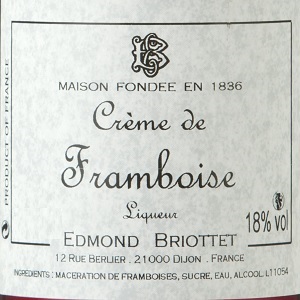 MAISON FONDEE EN 1836
PRODUCT OF FRANCE
Crème de
Framboise
Liqueur
18% vol
EDMOND BRIOTTET
12 RUE BERLIER . 21000 DIJON . FRANCE
INGREDIENTS : MACERATION DE FRAMBOISES, SUCRE, EAU, ALCOOL. L11054